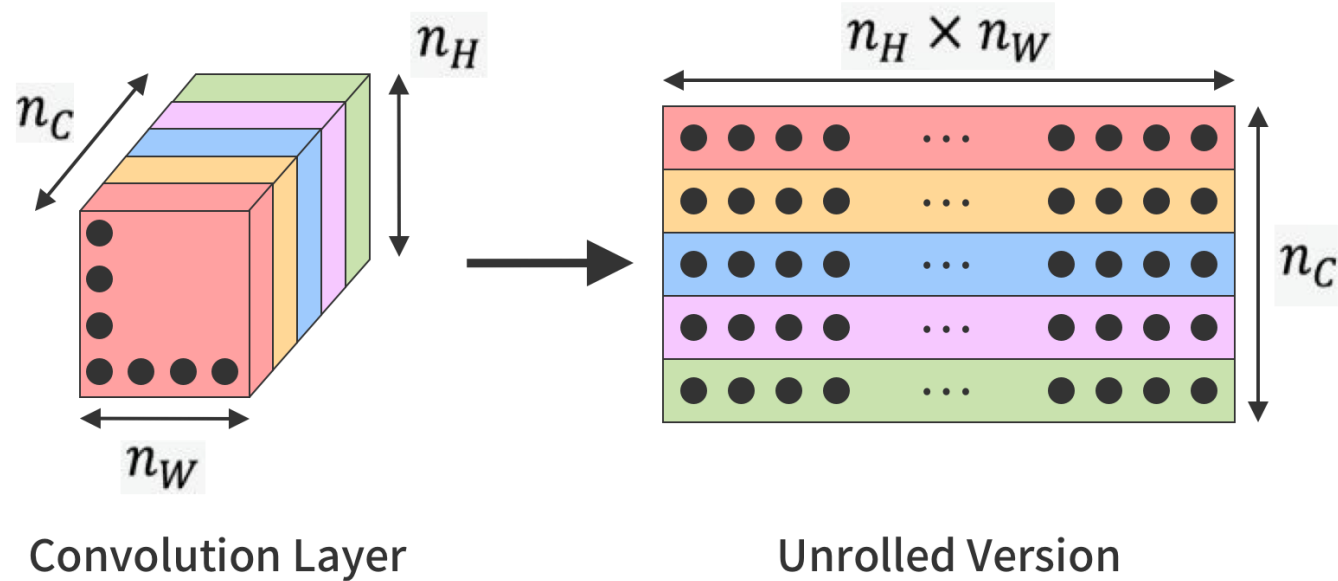 n_C
n_H
n_W
Convolution Layer
n_H × n_W
...
...
...
...
...
n_C
Unrolled Version